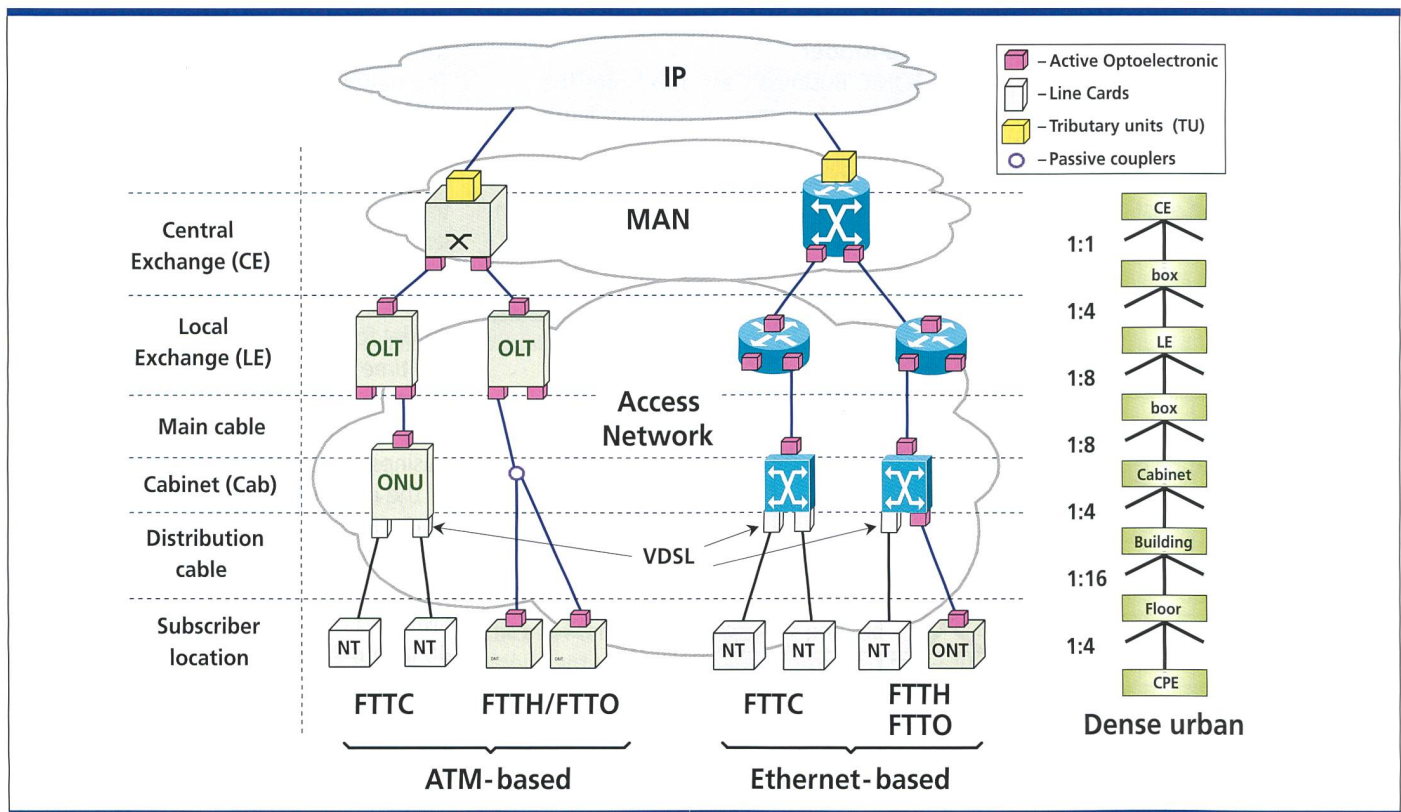 IP
– Active Optoelectronic
– Line Cards
– Tributary units (TU)
– Passive couplers
MAN
Central
Exchange (CE)
Local
Exchange (LE)
Main cable
Cabinet (Cab)
Distribution
cable
Subscriber
location
OLT
OLT
ONU
Access
Network
VDSL
NT
NT
ONT
ONT
NT
NT
NT
ONT
FTTC
FTTH/FTTO
FTTC
FTTH
FTTO
ATM-based
Ethernet-based
CE
1:1
box
1:4
LE
1:8
box
1:8
Cabinet
1:4
Building
1:16
Floor
1:4
CPE
Dense urban